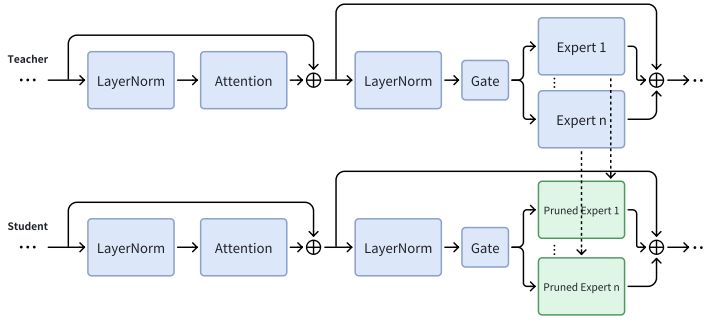 Teacher
LayerNorm
Attention
LayerNorm
Gate
Expert 1
Expert n
Student
LayerNorm
Attention
LayerNorm
Gate
Pruned Expert 1
Pruned Expert n